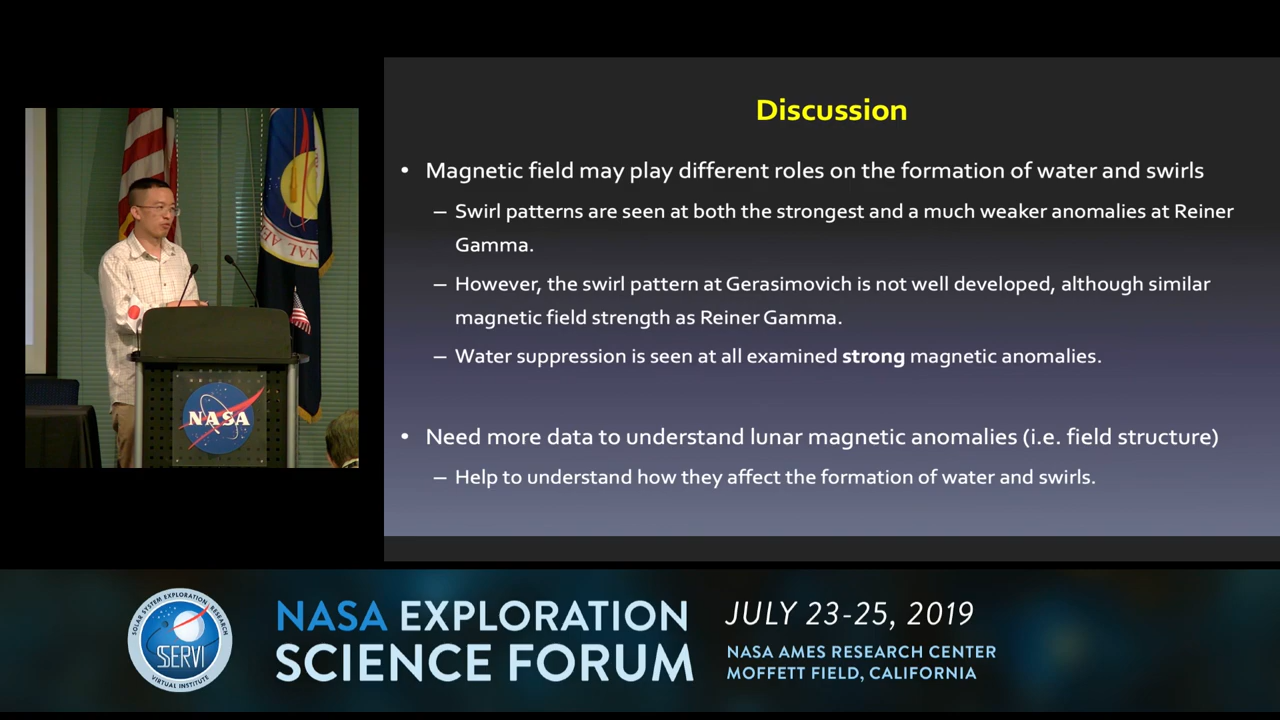 Discussion
• Magnetic field may play different roles on the formation of water and swirls
– Swirl patterns are seen at both the strongest and a much weaker anomalies at Reiner
Gamma.
– However, the swirl pattern at Gerasimovich is not well developed, although similar
magnetic field strength as Reiner Gamma.
– Water suppression is seen at all examined strong magnetic anomalies.
• Need more data to understand lunar magnetic anomalies (i.e. field structure)
– Help to understand how they affect the formation of water and swirls.
NASA
SOLAR SYSTEM EXPLORATION RESEARCH
SSERVI
VIRTUAL INSTITUTE
NASA EXPLORATION
SCIENCE FORUM
JULY 23-25, 2019
NASA AMES RESEARCH CENTER
MOFFETT FIELD, CALIFORNIA